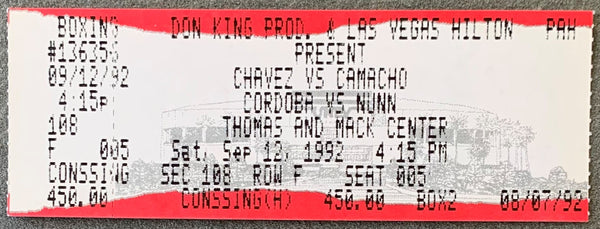 BOXING DON KING PROD. & LAS VEGAS HILTON PAH
#136356 PRESENT
09/12/92 CHAVEZ VS CAMACHO
4:15P CORDOBA VS. NUNN
108 THOMAS AND MACK CENTER
F 005 Sat, Sep 12, 1992 4:15 PM
CONSSING SEC 108 ROW F SEAT 005
450.00 CONSSING(A) 450.00 BOX2 08/07/92